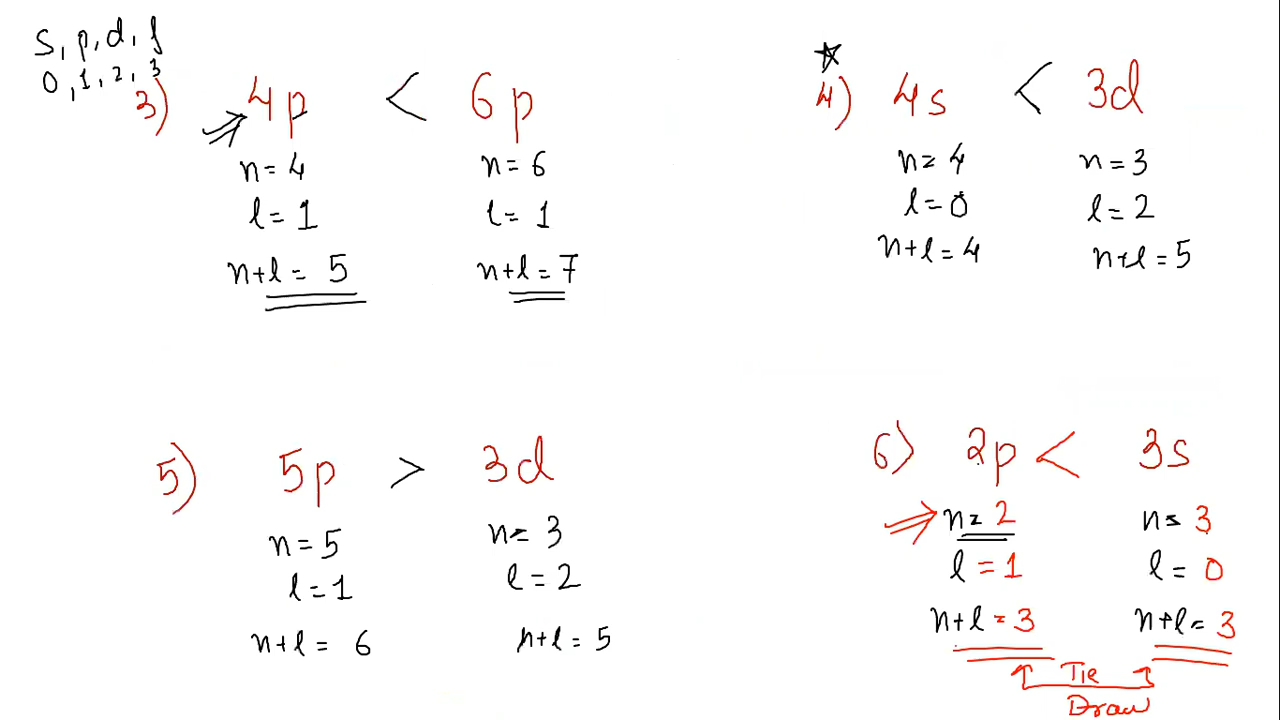 s, p, d, f
0, 1, 2, 3
3) 4p < 6p
n = 4 n = 6
l = 1 l = 1
n+l = 5 n+l = 7
4) 4s < 3d
n = 4 n = 3
l = 0 l = 2
n+l = 4 n+l = 5
5) 5p > 3d
n = 5 n = 3
l = 1 l = 2
n+l = 6 n+l = 5
6) 2p < 3s
n = 2 n = 3
l = 1 l = 0
n+l = 3 n+l = 3
Tie
Draw